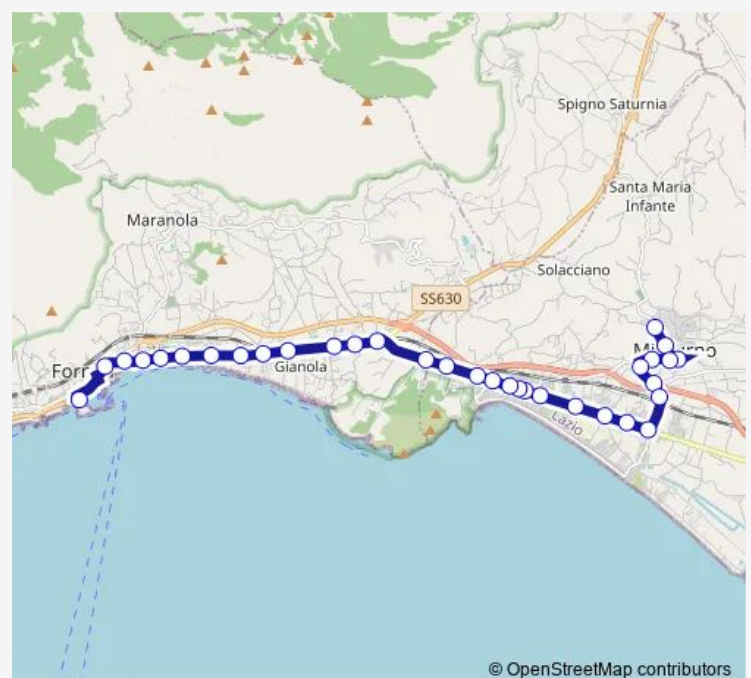 Spigno Saturnia
Santa Maria
Infante
Maranola
Solacciano
SS630
Gianola
Lazio
© OpenStreetMap contributors